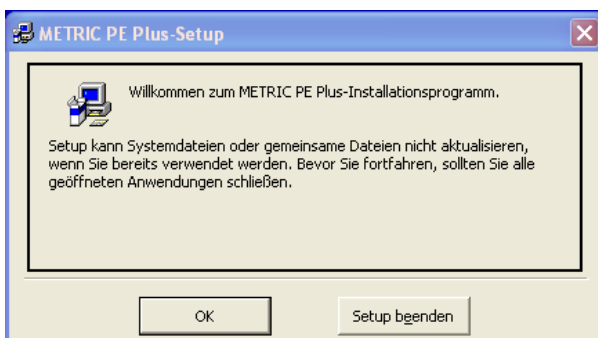 METRIC PE Plus-Setup
Willkommen zum METRIC PE Plus-Installationsprogramm.
Setup kann Systemdateien oder gemeinsame Dateien nicht aktualisieren,
wenn Sie bereits verwendet werden. Bevor Sie fortfahren, sollten Sie alle
geöffneten Anwendungen schließen.
OK
Setup beenden